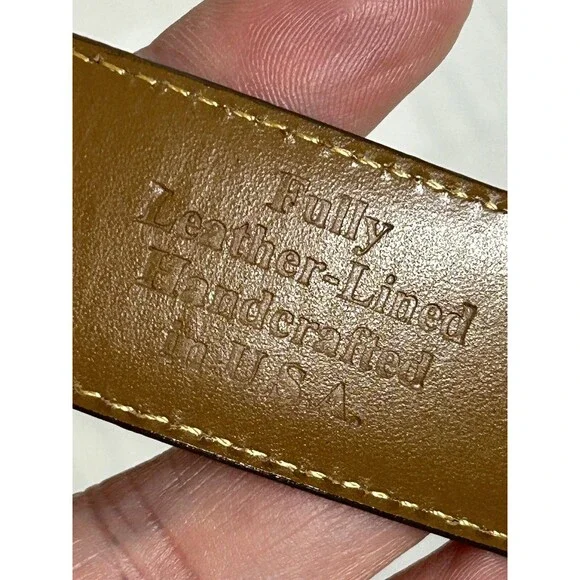 Fully
Leather-Lined
Handcrafted
in U.S.A.